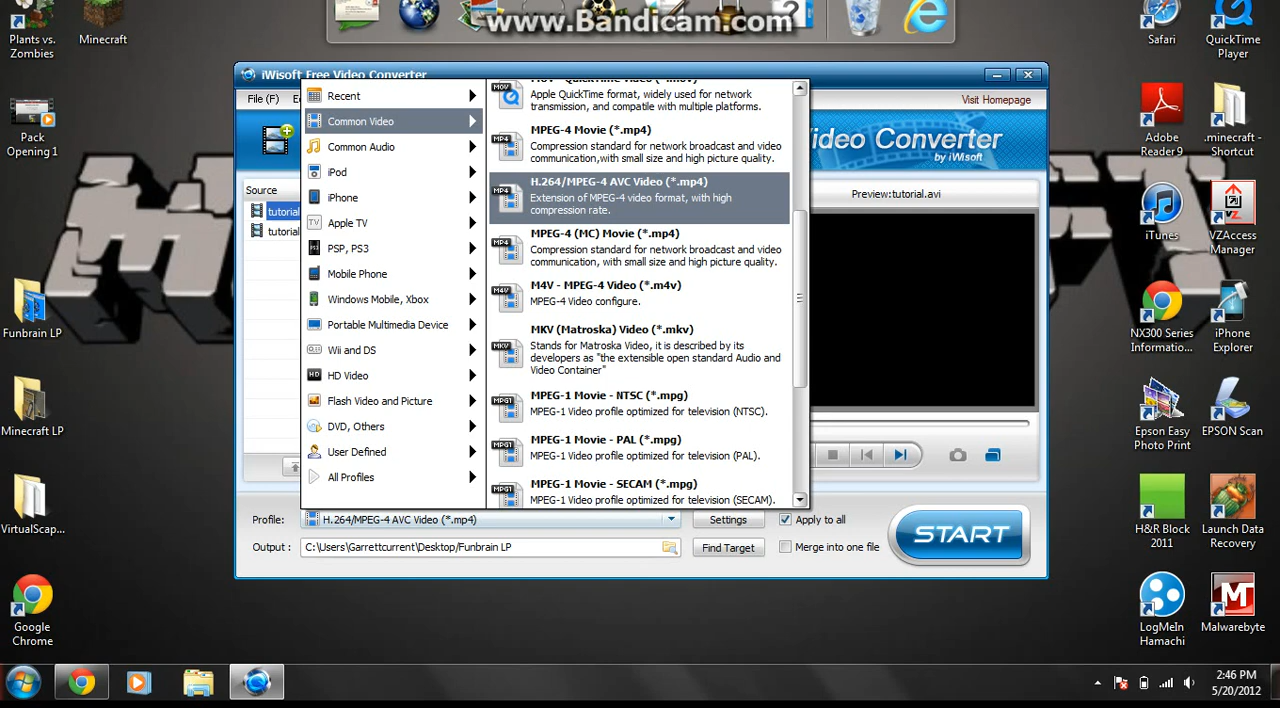 www.Bandicam.com
Plants vs.
Zombies
Minecraft
Pack
Opening 1
Funbrain LP
Minecraft LP
VirtualScap...
Google
Chrome
Safari
QuickTime
Player
Adobe
Reader 9
.minecraft -
Shortcut
iTunes
VZAccess
Manager
NX300 Series
Informatio...
iPhone
Explorer
Epson Easy
Photo Print
EPSON Scan
H&R Block
2011
Launch Data
Recovery
LogMeIn
Hamachi
Malwarebyte
iWisoft Free Video Converter
File (F)
Visit Homepage
Video Converter
by iWisoft
Source
tutorial
tutorial
Preview:tutorial.avi
Recent
Common Video
Common Audio
iPod
iPhone
Apple TV
PSP, PS3
Mobile Phone
Windows Mobile, Xbox
Portable Multimedia Device
Wii and DS
HD Video
Flash Video and Picture
DVD, Others
User Defined
All Profiles
MOV - QuickTime Video (*.mov)
Apple QuickTime format, widely used for network
transmission, and compatible with multiple platforms.
MPEG-4 Movie (*.mp4)
Compression standard for network broadcast and video
communication,with small size and high picture quality.
H.264/MPEG-4 AVC Video (*.mp4)
Extension of MPEG-4 video format, with high
compression rate.
MPEG-4 (MC) Movie (*.mp4)
Compression standard for network broadcast and video
communication, with small size and high picture quality.
M4V - MPEG-4 Video (*.m4v)
MPEG-4 Video configure.
MKV (Matroska) Video (*.mkv)
Stands for Matroska Video, it is described by its
developers as "the extensible open standard Audio and
Video Container"
MPEG-1 Movie - NTSC (*.mpg)
MPEG-1 Video profile optimized for television (NTSC).
MPEG-1 Movie - PAL (*.mpg)
MPEG-1 Video profile optimized for television (PAL).
MPEG-1 Movie - SECAM (*.mpg)
MPEG-1 Video profile optimized for television (SECAM).
Profile:
H.264/MPEG-4 AVC Video (*.mp4)
Settings
Apply to all
START
Output :
C:\Users\Garrettcurrent\Desktop/Funbrain LP
Find Target
Merge into one file
2:46 PM
5/20/2012